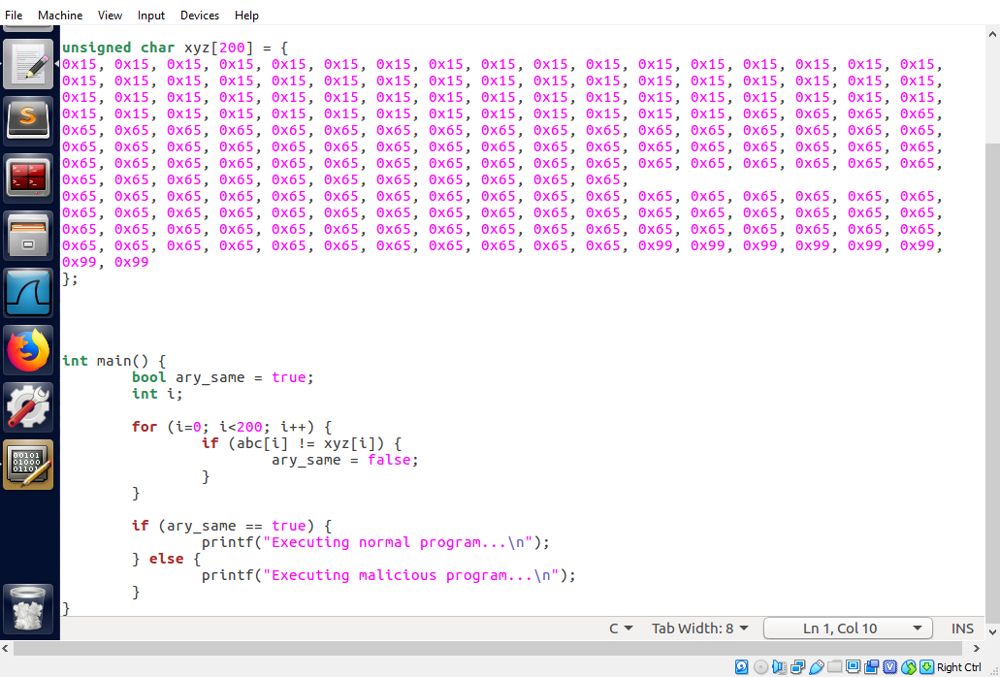 File Machine View Input Devices Help
unsigned char xyz[200] = {
0x15, 0x15, 0x15, 0x15, 0x15, 0x15, 0x15, 0x15, 0x15, 0x15, 0x15, 0x15, 0x15, 0x15, 0x15, 0x15, 0x15,
0x15, 0x15, 0x15, 0x15, 0x15, 0x15, 0x15, 0x15, 0x15, 0x15, 0x15, 0x15, 0x15, 0x15, 0x15, 0x15, 0x15,
0x15, 0x15, 0x15, 0x15, 0x15, 0x15, 0x15, 0x15, 0x15, 0x15, 0x15, 0x15, 0x15, 0x15, 0x15, 0x15, 0x15,
0x15, 0x15, 0x15, 0x15, 0x15, 0x15, 0x15, 0x15, 0x15, 0x15, 0x15, 0x15, 0x15, 0x65, 0x65, 0x65, 0x65,
0x65, 0x65, 0x65, 0x65, 0x65, 0x65, 0x65, 0x65, 0x65, 0x65, 0x65, 0x65, 0x65, 0x65, 0x65, 0x65, 0x65,
0x65, 0x65, 0x65, 0x65, 0x65, 0x65, 0x65, 0x65, 0x65, 0x65, 0x65, 0x65, 0x65, 0x65, 0x65, 0x65, 0x65,
0x65, 0x65, 0x65, 0x65, 0x65, 0x65, 0x65, 0x65, 0x65, 0x65, 0x65, 0x65, 0x65, 0x65, 0x65, 0x65, 0x65,
0x65, 0x65, 0x65, 0x65, 0x65, 0x65, 0x65, 0x65, 0x65, 0x65, 0x65,
0x65, 0x65, 0x65, 0x65, 0x65, 0x65, 0x65, 0x65, 0x65, 0x65, 0x65, 0x65, 0x65, 0x65, 0x65, 0x65, 0x65,
0x65, 0x65, 0x65, 0x65, 0x65, 0x65, 0x65, 0x65, 0x65, 0x65, 0x65, 0x65, 0x65, 0x65, 0x65, 0x65, 0x65,
0x65, 0x65, 0x65, 0x65, 0x65, 0x65, 0x65, 0x65, 0x65, 0x65, 0x65, 0x65, 0x65, 0x65, 0x65, 0x65, 0x65,
0x65, 0x65, 0x65, 0x65, 0x65, 0x65, 0x65, 0x65, 0x65, 0x65, 0x65, 0x99, 0x99, 0x99, 0x99, 0x99, 0x99,
0x99, 0x99
};
int main() {
bool ary_same = true;
int i;
for (i=0; i<200; i++) {
if (abc[i] != xyz[i]) {
ary_same = false;
}
}
if (ary_same == true) {
printf("Executing normal program...\n");
} else {
printf("Executing malicious program...\n");
}
}
C Tab Width: 8 Ln 1, Col 10 INS
Right Ctrl